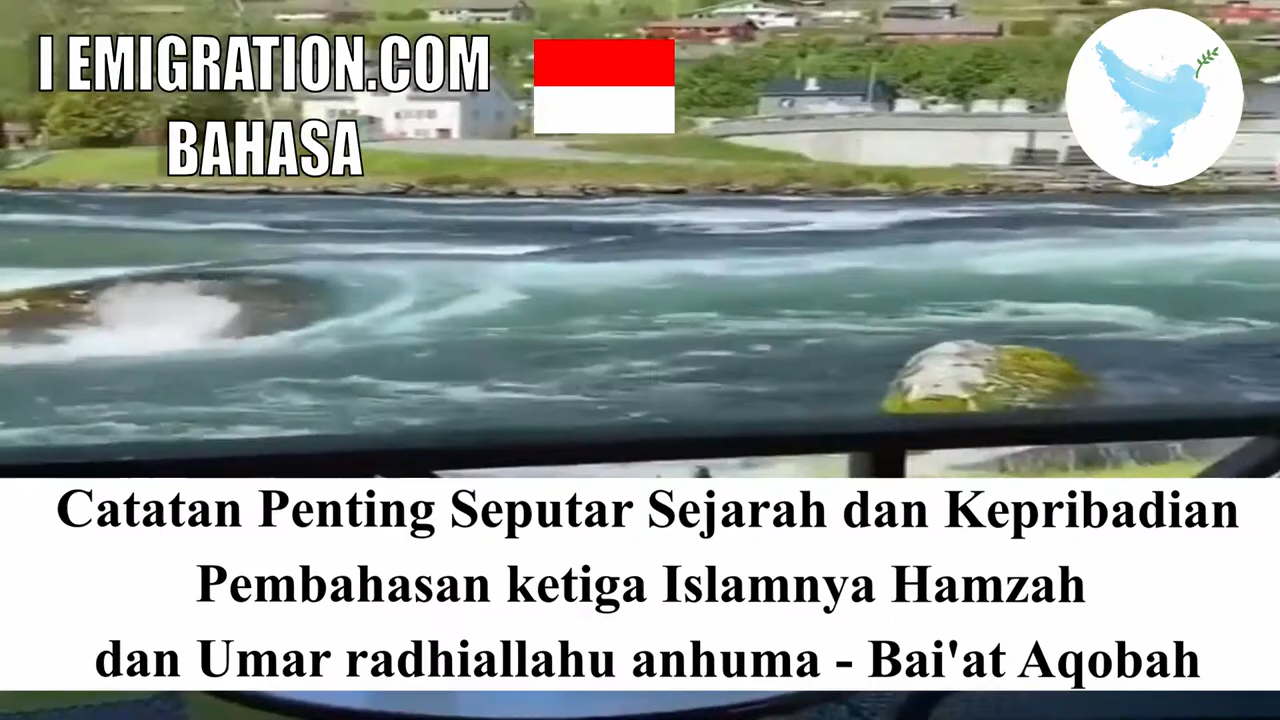 I EMIGRATION.COM
BAHASA
Catatan Penting Seputar Sejarah dan Kepribadian
Pembahasan ketiga Islamnya Hamzah
dan Umar radhiallahu anhuma - Bai'at Aqobah